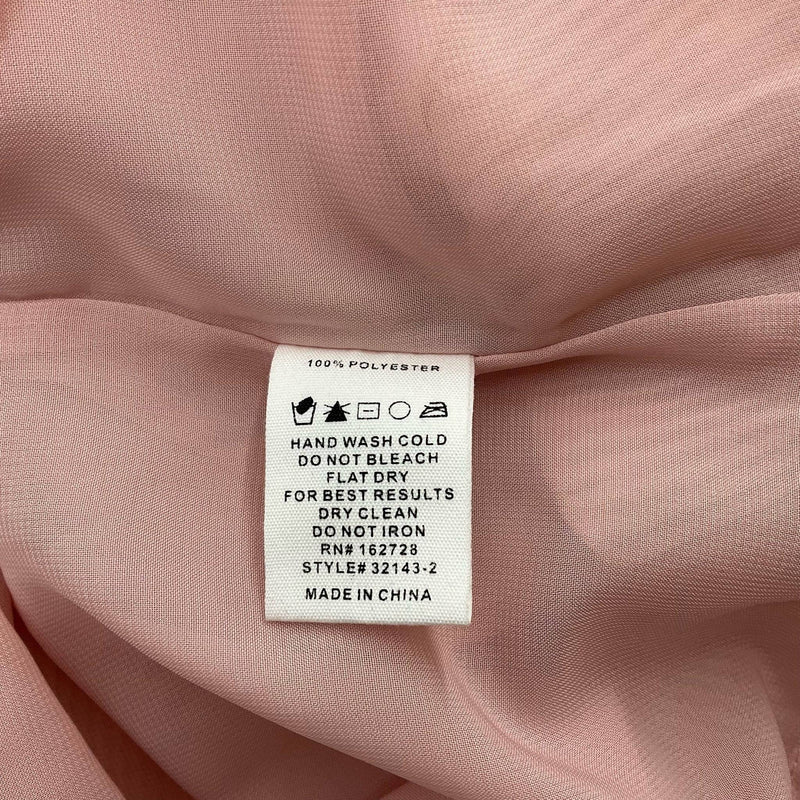 100% POLYESTER
HAND WASH COLD
DO NOT BLEACH
FLAT DRY
FOR BEST RESULTS
DRY CLEAN
DO NOT IRON
RN# 162728
STYLE# 32143-2
MADE IN CHINA